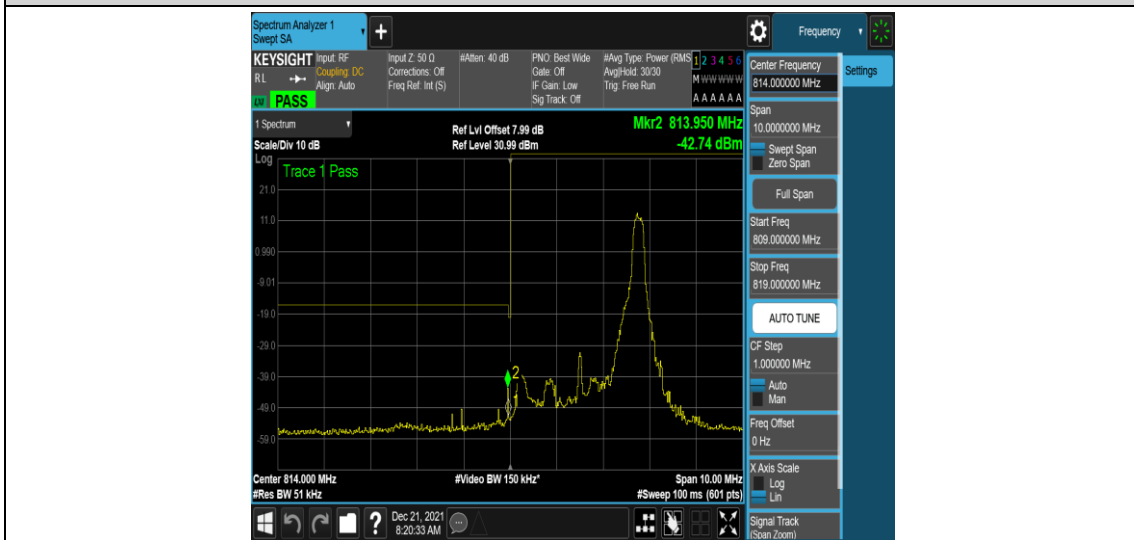 Spectrum Analyzer 1
Swept SA
Frequency
KEYSIGHT
RL
PASS
Input: RF
Coupling: DC
Align: Auto
Input Z: 50 Ω
Corrections: Off
Freq Ref: Int (S)
#Atten: 40 dB
PNO: Best Wide
Gate: Off
IF Gain: Low
Sig Track: Off
#Avg Type: Power (RMS
Avg|Hold: 30/30
Trig: Free Run
1 2 3 4 5 6
M W W W W W
A A A A A A
1 Spectrum
Scale/Div 10 dB
Ref Lvl Offset 7.99 dB
Ref Level 30.99 dBm
Mkr2 813.950 MHz
-42.74 dBm
Log
Trace 1 Pass
21.0
11.0
0.990
-9.01
-19.0
-29.0
-39.0
-49.0
-59.0
2
Center 814.000 MHz
#Res BW 51 kHz
#Video BW 150 kHz*
Span 10.00 MHz
#Sweep 100 ms (601 pts)
Dec 21, 2021
8:20:33 AM
Center Frequency
814.000000 MHz
Settings
Span
10.0000000 MHz
Swept Span
Zero Span
Full Span
Start Freq
809.000000 MHz
Stop Freq
819.000000 MHz
AUTO TUNE
CF Step
1.000000 MHz
Auto
Man
Freq Offset
0 Hz
X Axis Scale
Log
Lin
Signal Track
(Span Zoom)